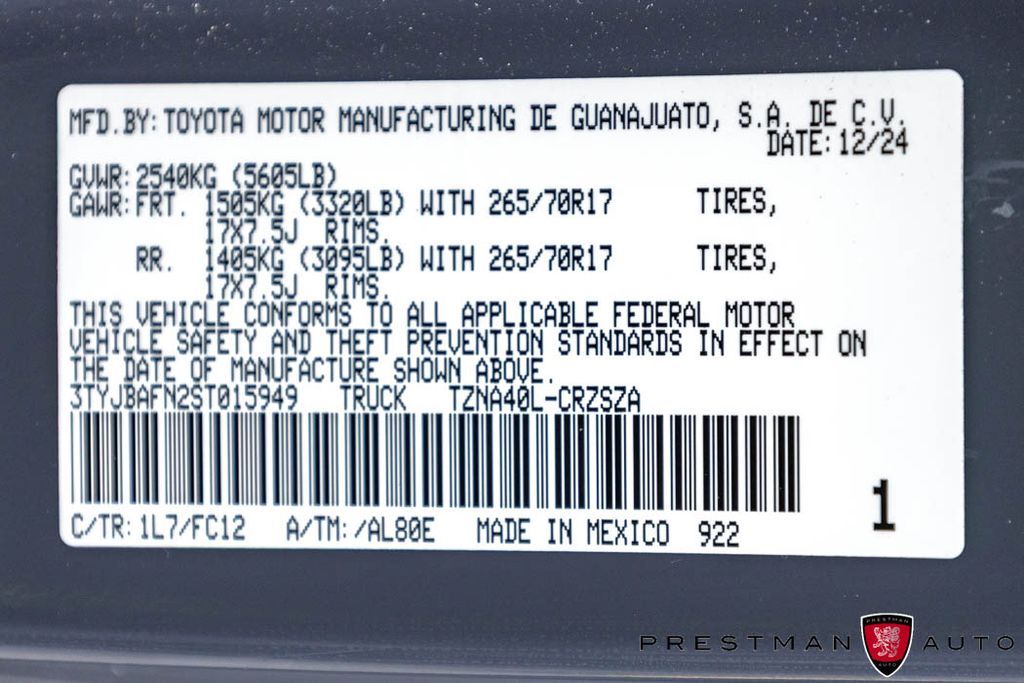 MFD.BY: TOYOTA MOTOR MANUFACTURING DE GUANAJUATO, S.A. DE C.V.
DATE: 12/24
GVWR: 2540KG (5605LB)
GAWR: FRT. 1505KG (3320LB) WITH 265/70R17 TIRES,
17X7.5J RIMS.
RR. 1405KG (3095LB) WITH 265/70R17 TIRES,
17X7.5J RIMS.
THIS VEHICLE CONFORMS TO ALL APPLICABLE FEDERAL MOTOR
VEHICLE SAFETY AND THEFT PREVENTION STANDARDS IN EFFECT ON
THE DATE OF MANUFACTURE SHOWN ABOVE.
3TYJBAFN2ST015949 TRUCK TZNA40L-CRZSZA
C/TR: 1L7/FC12 A/TM: /AL80E MADE IN MEXICO 922
1
PRESTMAN AUTO
PRESTMAN
AUTO